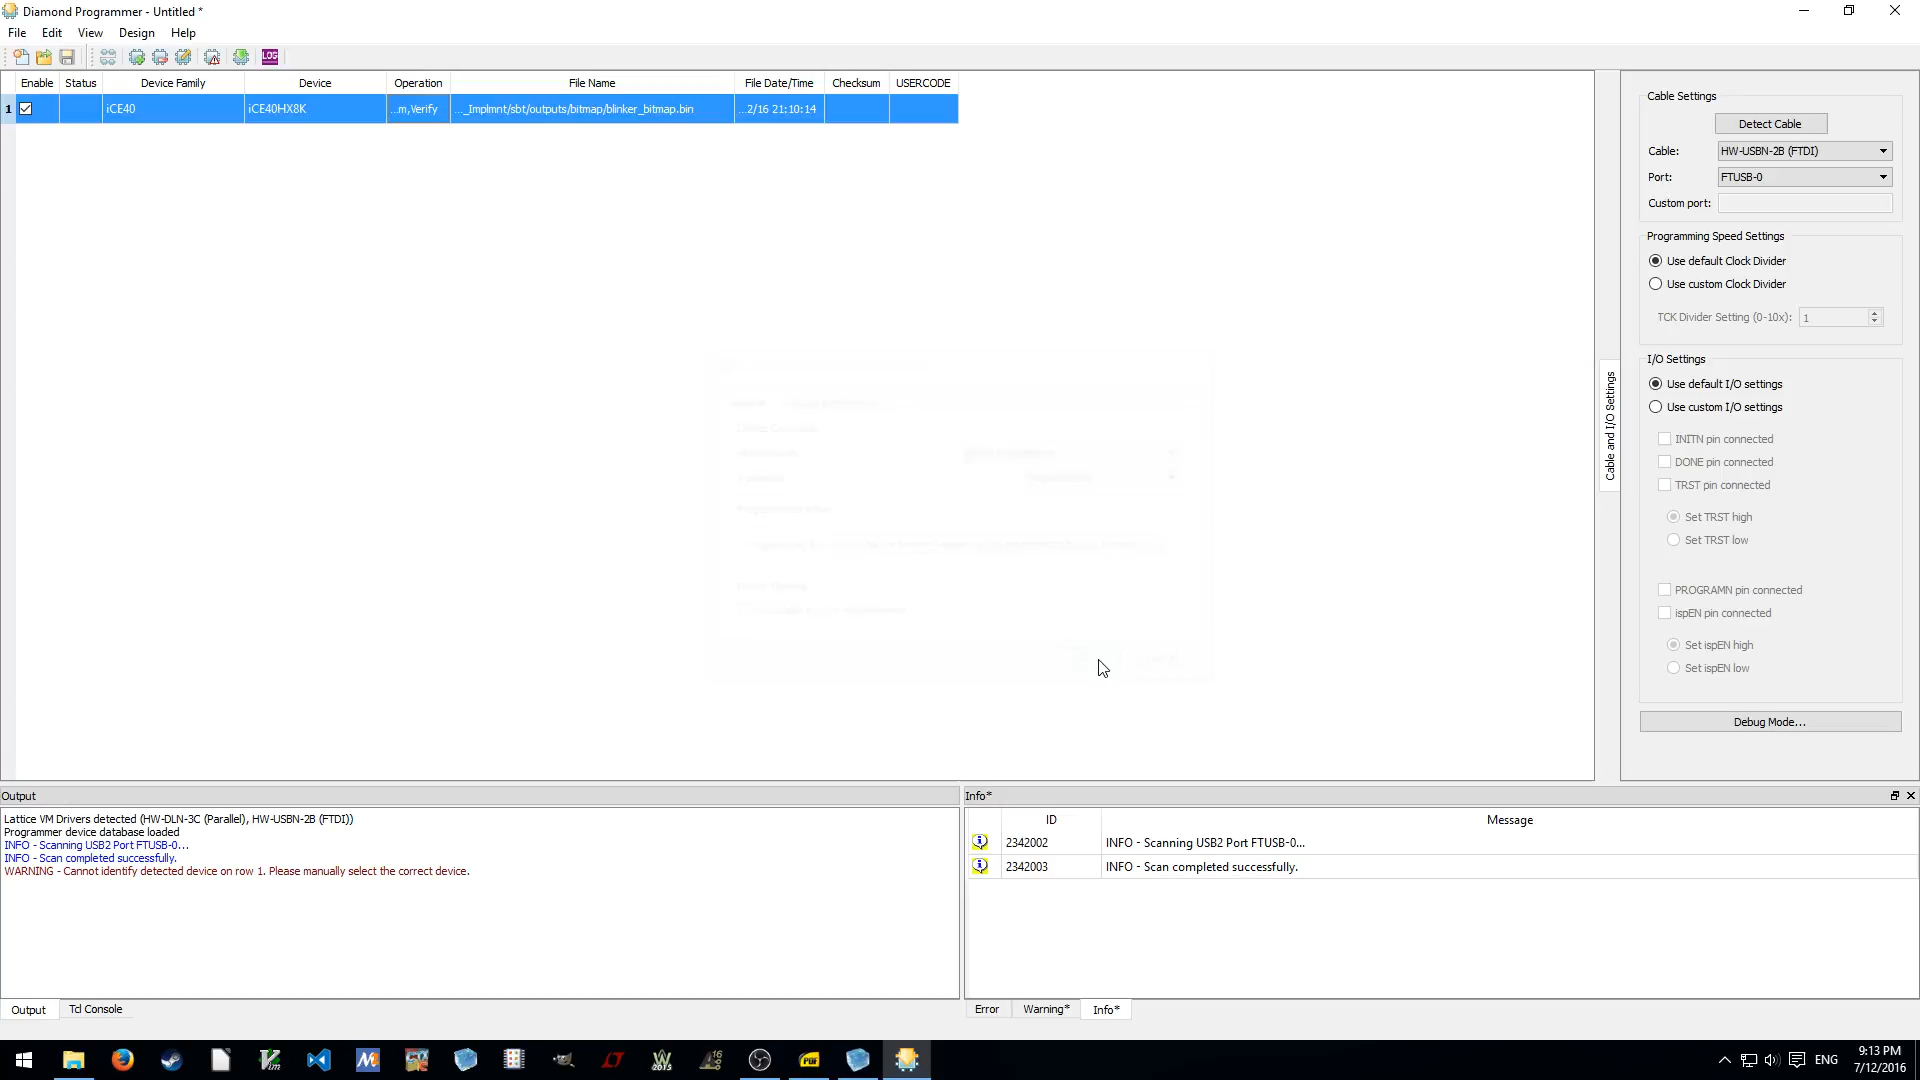 Diamond Programmer - Untitled *
File Edit View Design Help
LOG
Enable Status Device Family Device Operation File Name File Date/Time Checksum USERCODE
1 iCE40 iCE40HX8K ...m,Verify ..._Implmnt/sbt/outputs/bitmap/blinker_bitmap.bin ...2/16 21:10:14
Cable Settings
Detect Cable
Cable: HW-USBN-2B (FTDI)
Port: FTUSB-0
Custom port:
Programming Speed Settings
Use default Clock Divider
Use custom Clock Divider
TCK Divider Setting (0-10x): 1
I/O Settings
Use default I/O settings
Use custom I/O settings
INITN pin connected
DONE pin connected
TRST pin connected
Set TRST high
Set TRST low
PROGRAMN pin connected
ispEN pin connected
Set ispEN high
Set ispEN low
Debug Mode...
Cable and I/O Settings
Output
Lattice VM Drivers detected (HW-DLN-3C (Parallel), HW-USBN-2B (FTDI))
Programmer device database loaded
INFO - Scanning USB2 Port FTUSB-0...
INFO - Scan completed successfully.
WARNING - Cannot identify detected device on row 1. Please manually select the correct device.
Output Tcl Console
Info*
ID Message
2342002 INFO - Scanning USB2 Port FTUSB-0...
2342003 INFO - Scan completed successfully.
Error Warning* Info*
ENG
9:13 PM
7/12/2016